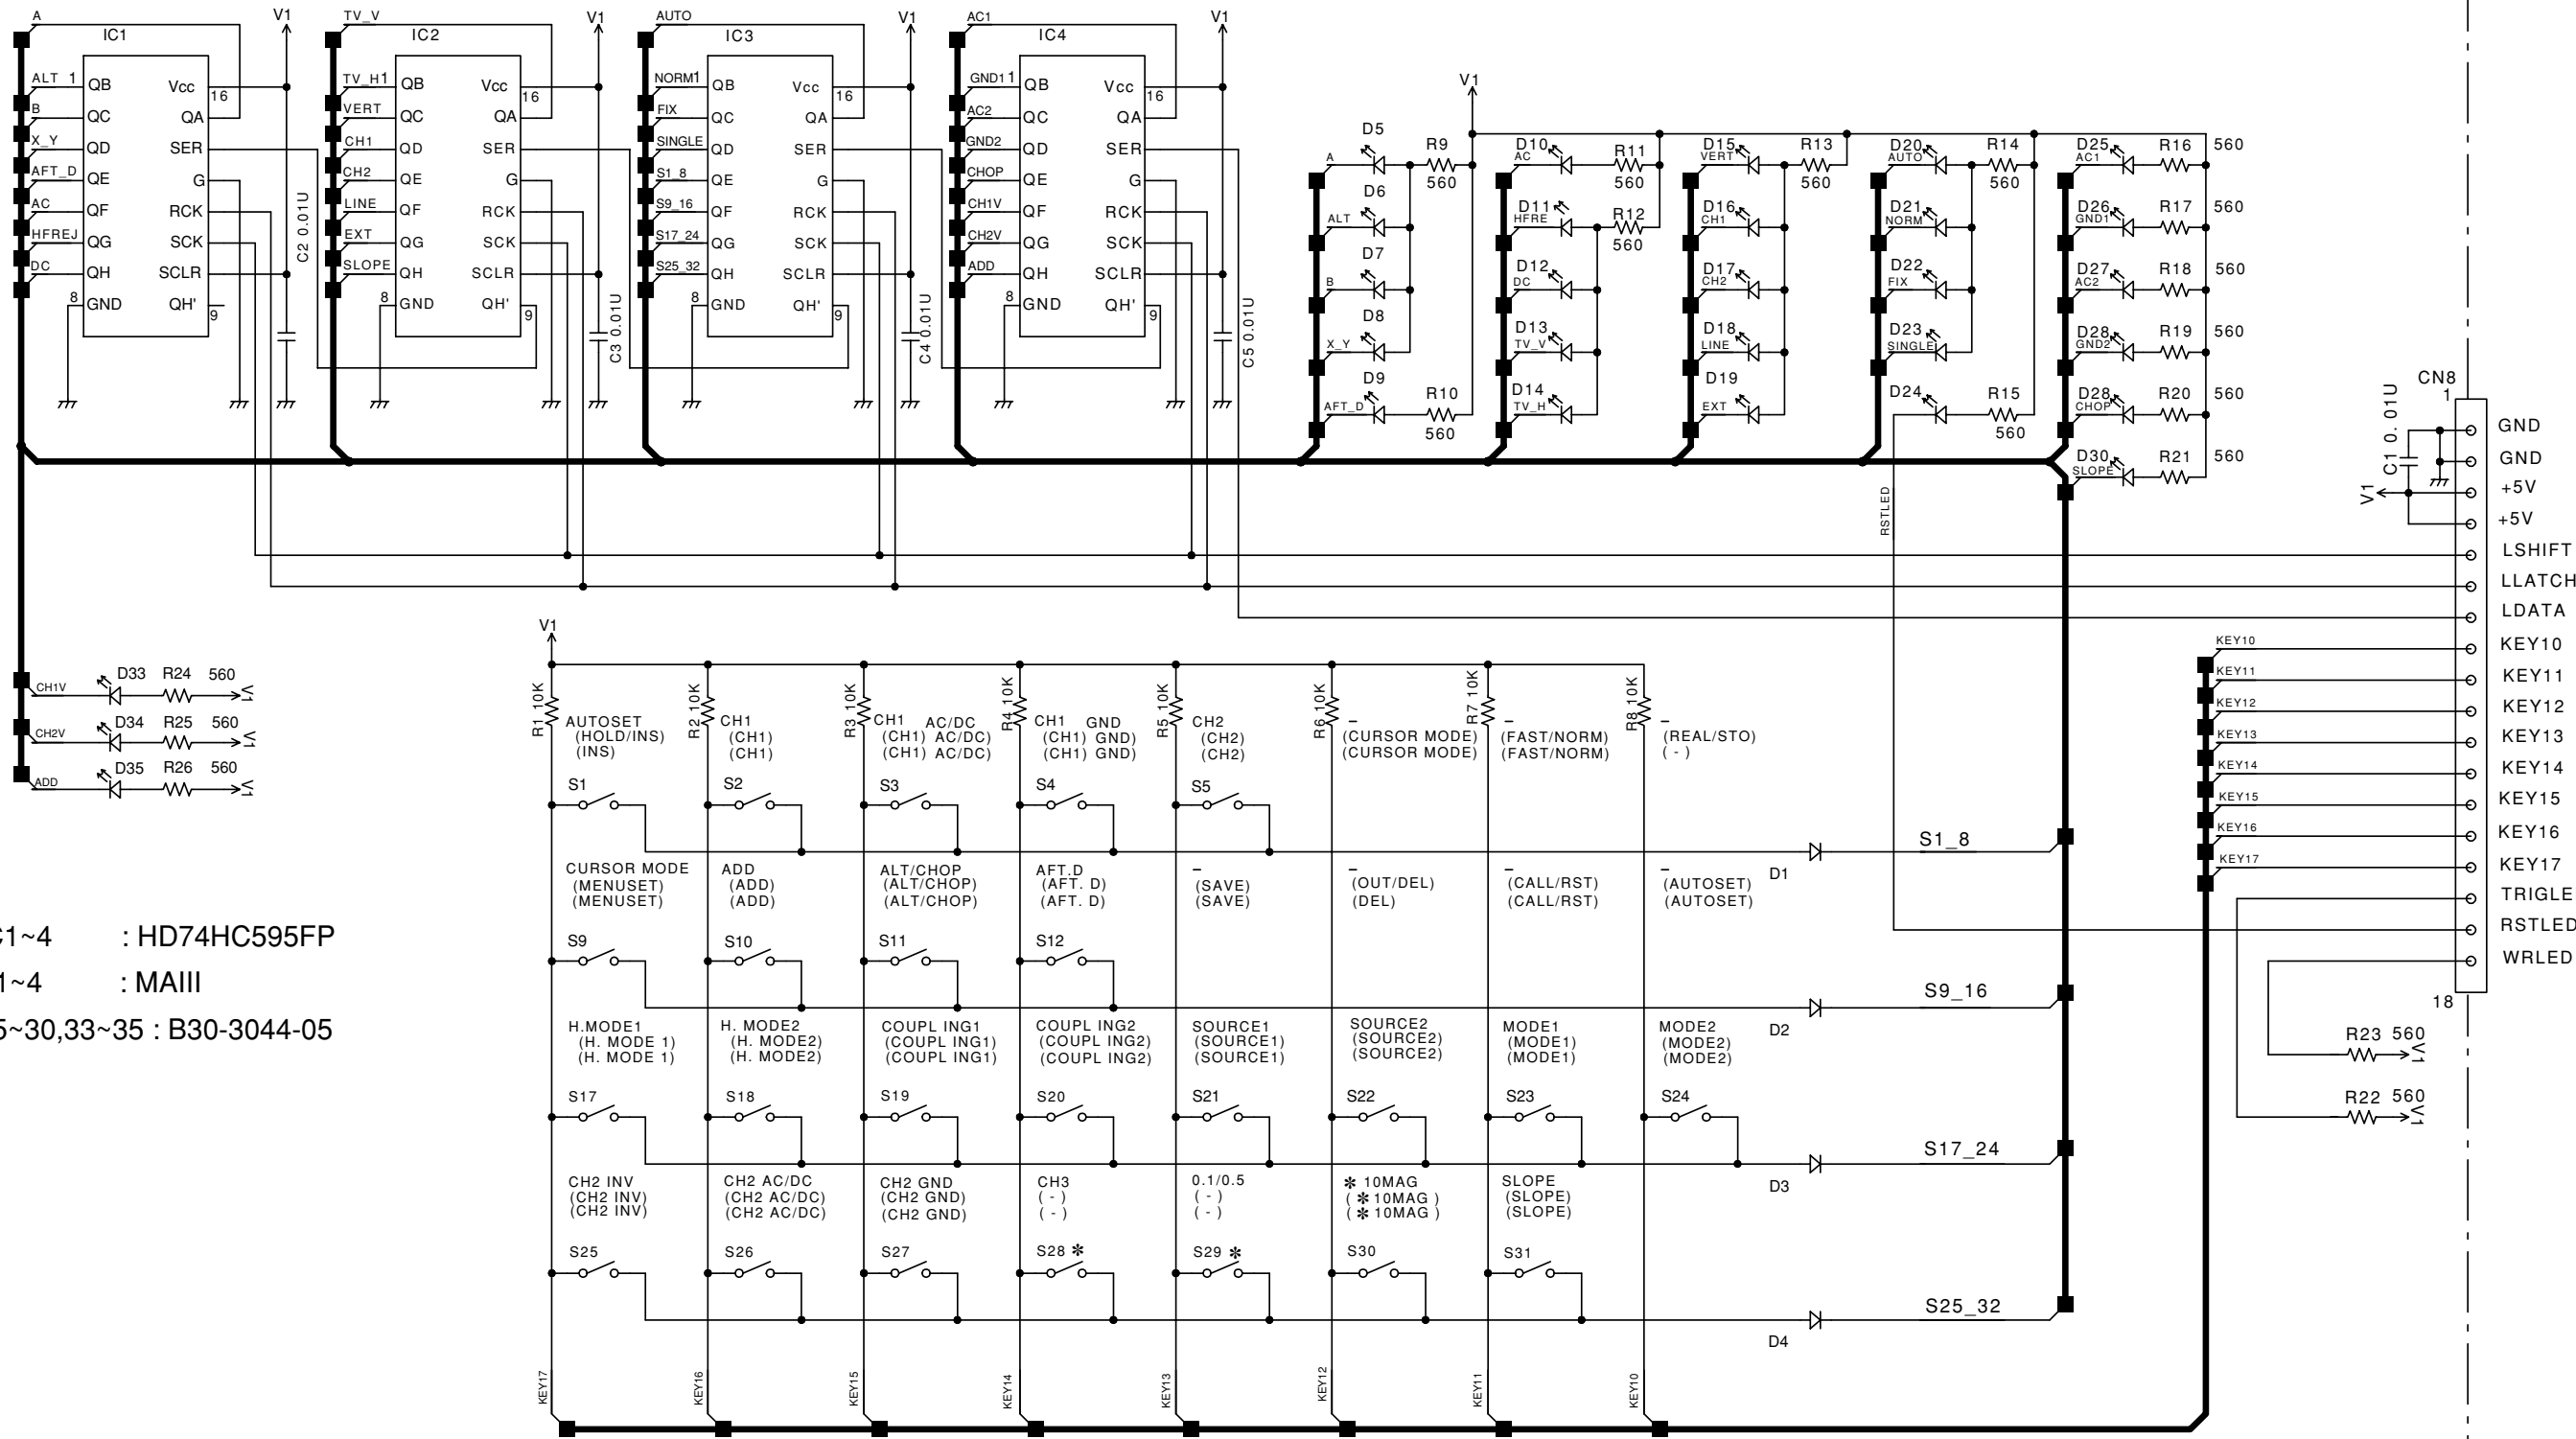 A
IC1
V1
ALT 1
B
X_Y
AFT_D
AC
HFREJ
DC
8
QB
QC
QD
QE
QF
QG
QH
GND
Vcc
16
QA
SER
G
RCK
SCK
SCLR
QH'
9
C2 0.01U
TV_V
IC2
V1
TV_H1
VERT
CH1
CH2
LINE
EXT
SLOPE
8
QB
QC
QD
QE
QF
QG
QH
GND
Vcc
16
QA
SER
G
RCK
SCK
SCLR
QH'
9
C3 0.01U
AUTO
IC3
V1
NORM1
FIX
SINGLE
S1_8
S9_16
S17_24
S25_32
8
QB
QC
QD
QE
QF
QG
QH
GND
Vcc
16
QA
SER
G
RCK
SCK
SCLR
QH'
9
C4 0.01U
AC1
IC4
V1
GND1 1
AC2
GND2
CHOP
CH1V
CH2V
ADD
8
QB
QC
QD
QE
QF
QG
QH
GND
Vcc
16
QA
SER
G
RCK
SCK
SCLR
QH'
9
C5 0.01U
V1
D5
A
R9
560
D6
ALT
D7
B
D8
X_Y
D9
AFT_D
R10
560
D10
AC
R11
560
D11
HFRE
R12
560
D12
DC
D13
TV_V
D14
TV_H
D15
VERT
R13
560
D16
CH1
D17
CH2
D18
LINE
D19
EXT
D20
AUTO
R14
560
D21
NORM
D22
FIX
D23
SINGLE
D24
R15
560
RSTLED
D25
AC1
R16 560
D26
GND1
R17 560
D27
AC2
R18 560
D28
GND2
R19 560
D28
CHOP
R20 560
D30
SLOPE
R21 560
CN8
1
C1 0.01U
V1
GND
GND
+5V
+5V
LSHIFT
LLATCH
LDATA
KEY10
KEY11
KEY12
KEY13
KEY14
KEY15
KEY16
KEY17
TRIGLE
RSTLED
WRLED
18
KEY10
KEY11
KEY12
KEY13
KEY14
KEY15
KEY16
KEY17
R23 560
V1
R22 560
V1
CH1V
D33 R24 560
V1
CH2V
D34 R25 560
V1
ADD
D35 R26 560
V1
C1~4 : HD74HC595FP
1~4 : MAIII
5~30,33~35 : B30-3044-05
V1
R1 10K
R2 10K
R3 10K
R4 10K
R5 10K
R6 10K
R7 10K
R8 10K
AUTOSET
(HOLD/INS)
(INS)
S1
CH1
(CH1)
(CH1)
S2
CH1 AC/DC
(CH1) AC/DC)
(CH1) AC/DC)
S3
CH1 GND
(CH1) GND)
(CH1) GND)
S4
CH2
(CH2)
(CH2)
S5
–
(CURSOR MODE)
(CURSOR MODE)
–
(FAST/NORM)
(FAST/NORM)
–
(REAL/STO)
( - )
D1
S1_8
CURSOR MODE
(MENUSET)
(MENUSET)
S9
ADD
(ADD)
(ADD)
S10
ALT/CHOP
(ALT/CHOP)
(ALT/CHOP)
S11
AFT.D
(AFT. D)
(AFT. D)
S12
–
(SAVE)
(SAVE)
–
(OUT/DEL)
(DEL)
–
(CALL/RST)
(CALL/RST)
–
(AUTOSET)
(AUTOSET)
D2
S9_16
H.MODE1
(H. MODE 1)
(H. MODE 1)
S17
H. MODE2
(H. MODE2)
(H. MODE2)
S18
COUPL ING1
(COUPL ING1)
(COUPL ING1)
S19
COUPL ING2
(COUPL ING2)
(COUPL ING2)
S20
SOURCE1
(SOURCE1)
(SOURCE1)
S21
SOURCE2
(SOURCE2)
(SOURCE2)
S22
MODE1
(MODE1)
(MODE1)
S23
MODE2
(MODE2)
(MODE2)
S24
D3
S17_24
CH2 INV
(CH2 INV)
(CH2 INV)
S25
CH2 AC/DC
(CH2 AC/DC)
(CH2 AC/DC)
S26
CH2 GND
(CH2 GND)
(CH2 GND)
S27
CH3
( - )
( - )
S28 *
0.1/0.5
( - )
( - )
S29 *
* 10MAG
( * 10MAG )
( * 10MAG )
S30
SLOPE
(SLOPE)
(SLOPE)
S31
D4
S25_32
KEY17
KEY16
KEY15
KEY14
KEY13
KEY12
KEY11
KEY10